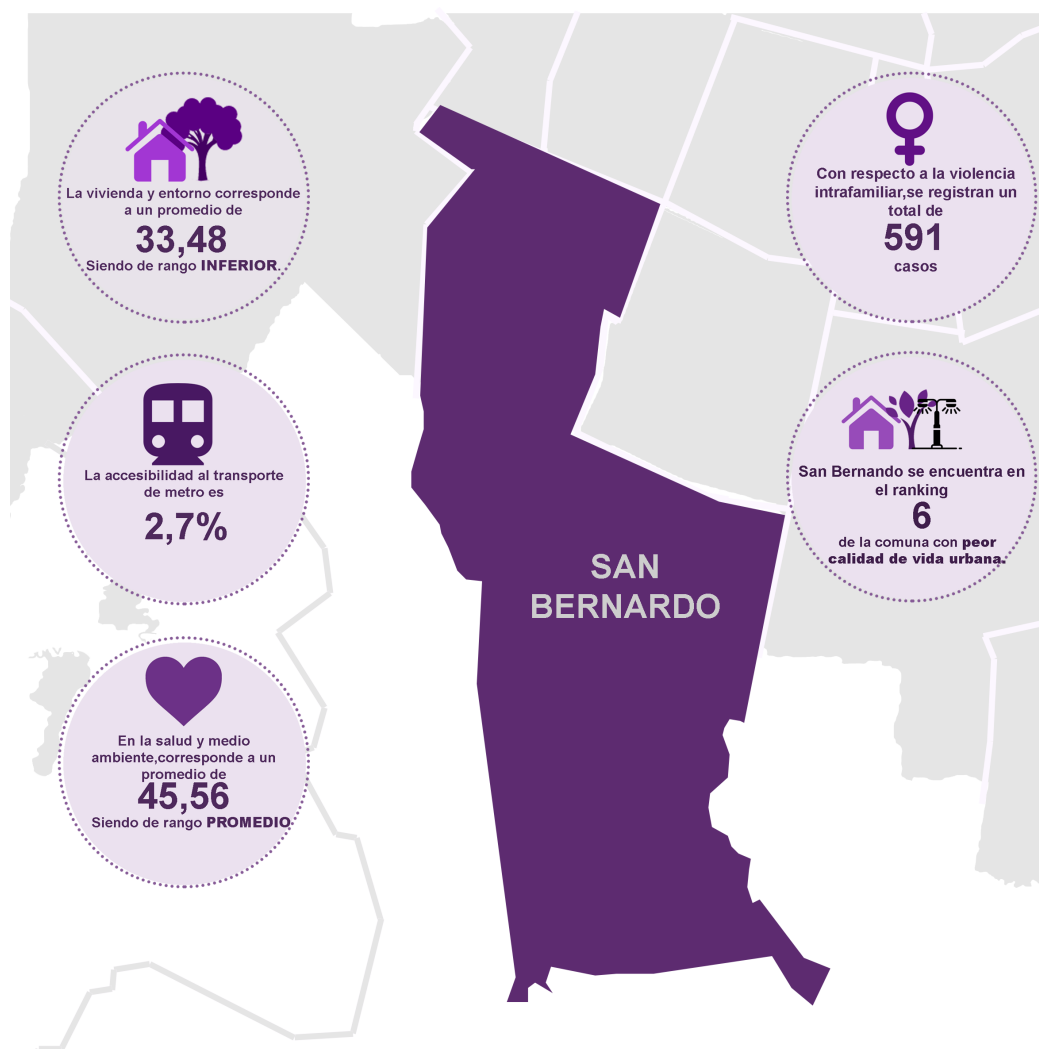 La vivienda y entorno corresponde
a un promedio de
33,48
Siendo de rango INFERIOR.
La accesibilidad al transporte
de metro es
2,7%
En la salud y medio
ambiente,corresponde a un
promedio de
45,56
Siendo de rango PROMEDIO
SAN
BERNARDO
Con respecto a la violencia
intrafamiliar,se registran un
total de
591
casos
San Bernando se encuentra en
el ranking
6
de la comuna con peor
calidad de vida urbana.